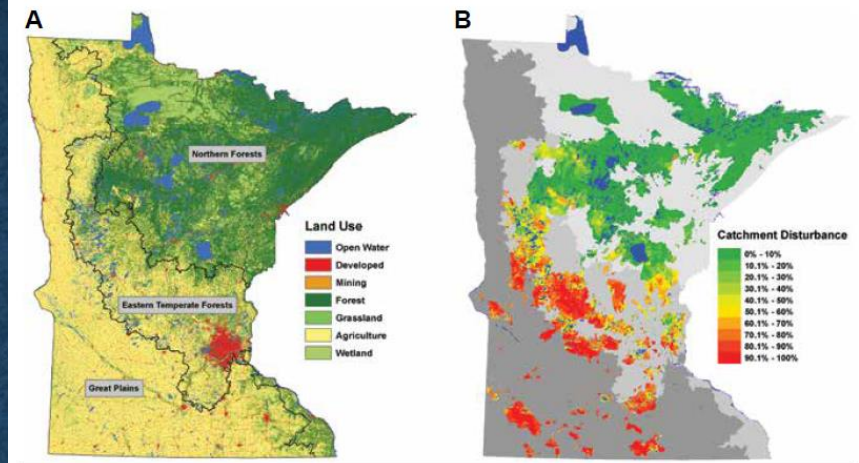 A
Northern Forests
Eastern Temperate Forests
Great Plains
Land Use
Open Water
Developed
Mining
Forest
Grassland
Agriculture
Wetland
B
Catchment Disturbance
0% - 10%
10.1% - 20%
20.1% - 30%
30.1% - 40%
40.1% - 50%
50.1% - 60%
60.1% - 70%
70.1% - 80%
80.1% - 90%
90.1% - 100%